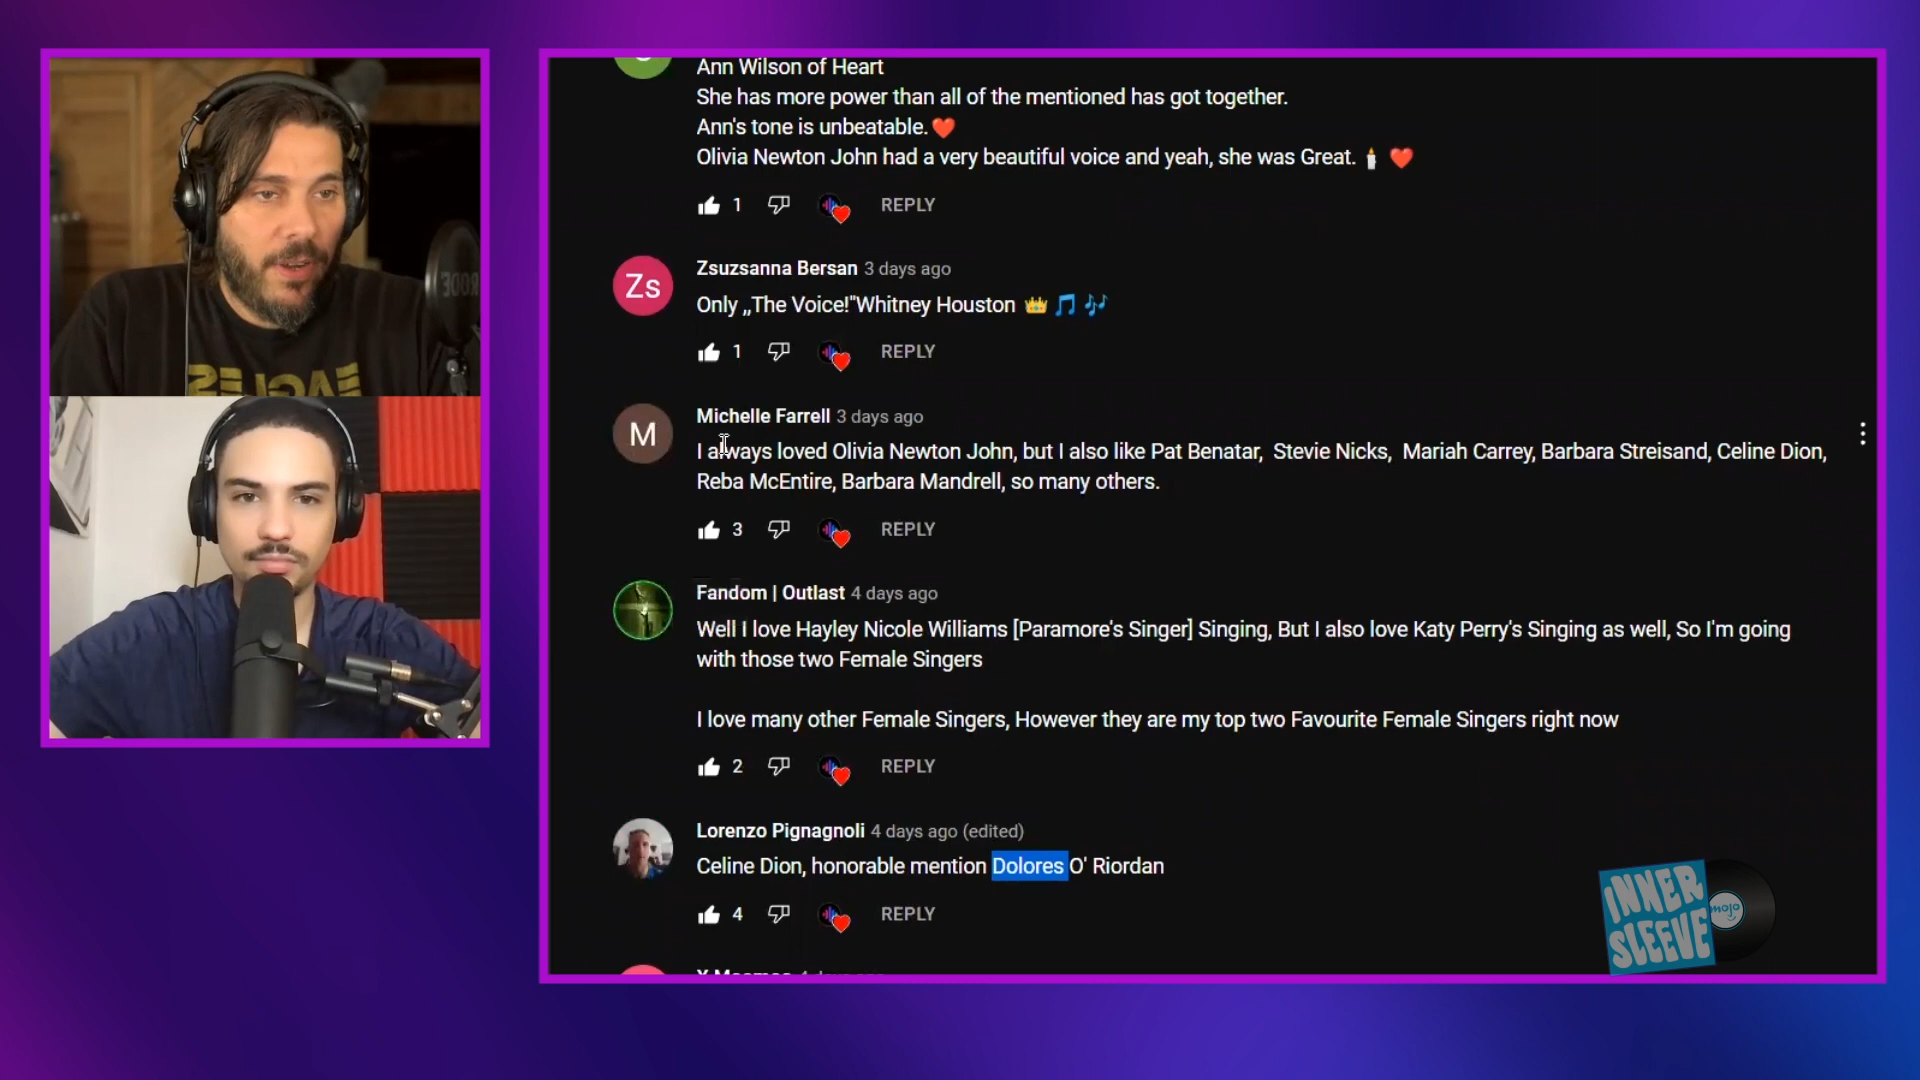 Ann Wilson of Heart
She has more power than all of the mentioned has got together.
Ann's tone is unbeatable.❤️
Olivia Newton John had a very beautiful voice and yeah, she was Great. 🕯️ ❤️
1 REPLY
Zs
Zsuzsanna Bersan 3 days ago
Only „The Voice!"Whitney Houston 👑 🎵 🎶
1 REPLY
M
Michelle Farrell 3 days ago
I always loved Olivia Newton John, but I also like Pat Benatar,  Stevie Nicks,  Mariah Carrey, Barbara Streisand, Celine Dion,
Reba McEntire, Barbara Mandrell, so many others.
3 REPLY
Fandom | Outlast 4 days ago
Well I love Hayley Nicole Williams [Paramore's Singer] Singing, But I also love Katy Perry's Singing as well, So I'm going
with those two Female Singers
I love many other Female Singers, However they are my top two Favourite Female Singers right now
2 REPLY
Lorenzo Pignagnoli 4 days ago (edited)
Celine Dion, honorable mention Dolores O' Riordan
4 REPLY
INNER
SLEEVE
mojo
RODE